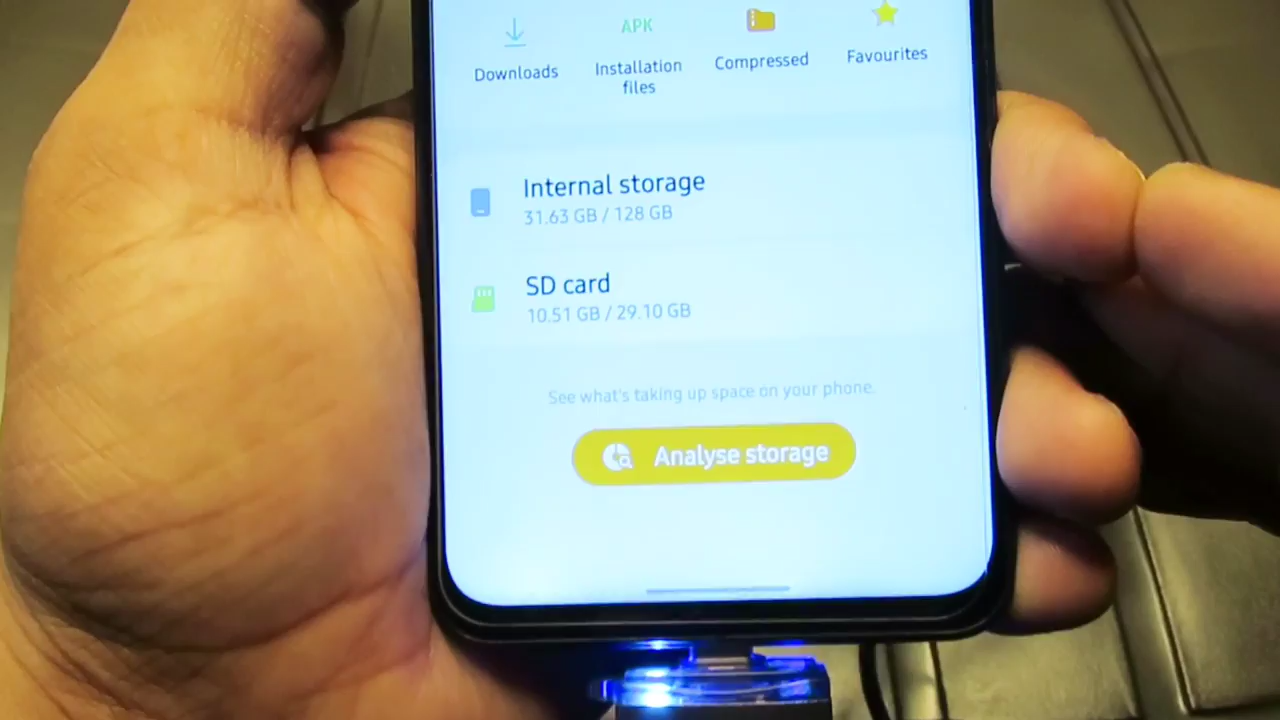 Downloads
APK
Installation
files
Compressed
Favourites
Internal storage
31.63 GB / 128 GB
SD card
10.51 GB / 29.10 GB
See what's taking up space on your phone.
Analyse storage